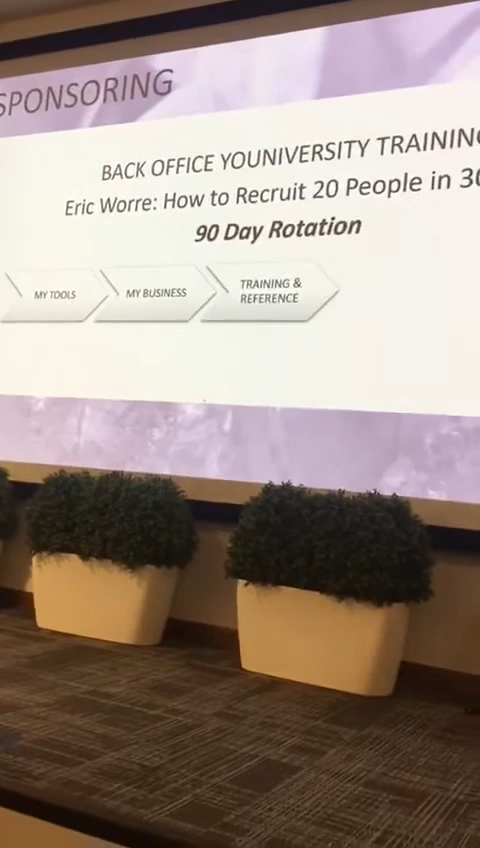 SPONSORING
BACK OFFICE YOUNIVERSITY TRAINING
Eric Worre: How to Recruit 20 People in 30
90 Day Rotation
MY TOOLS
MY BUSINESS
TRAINING &
REFERENCE